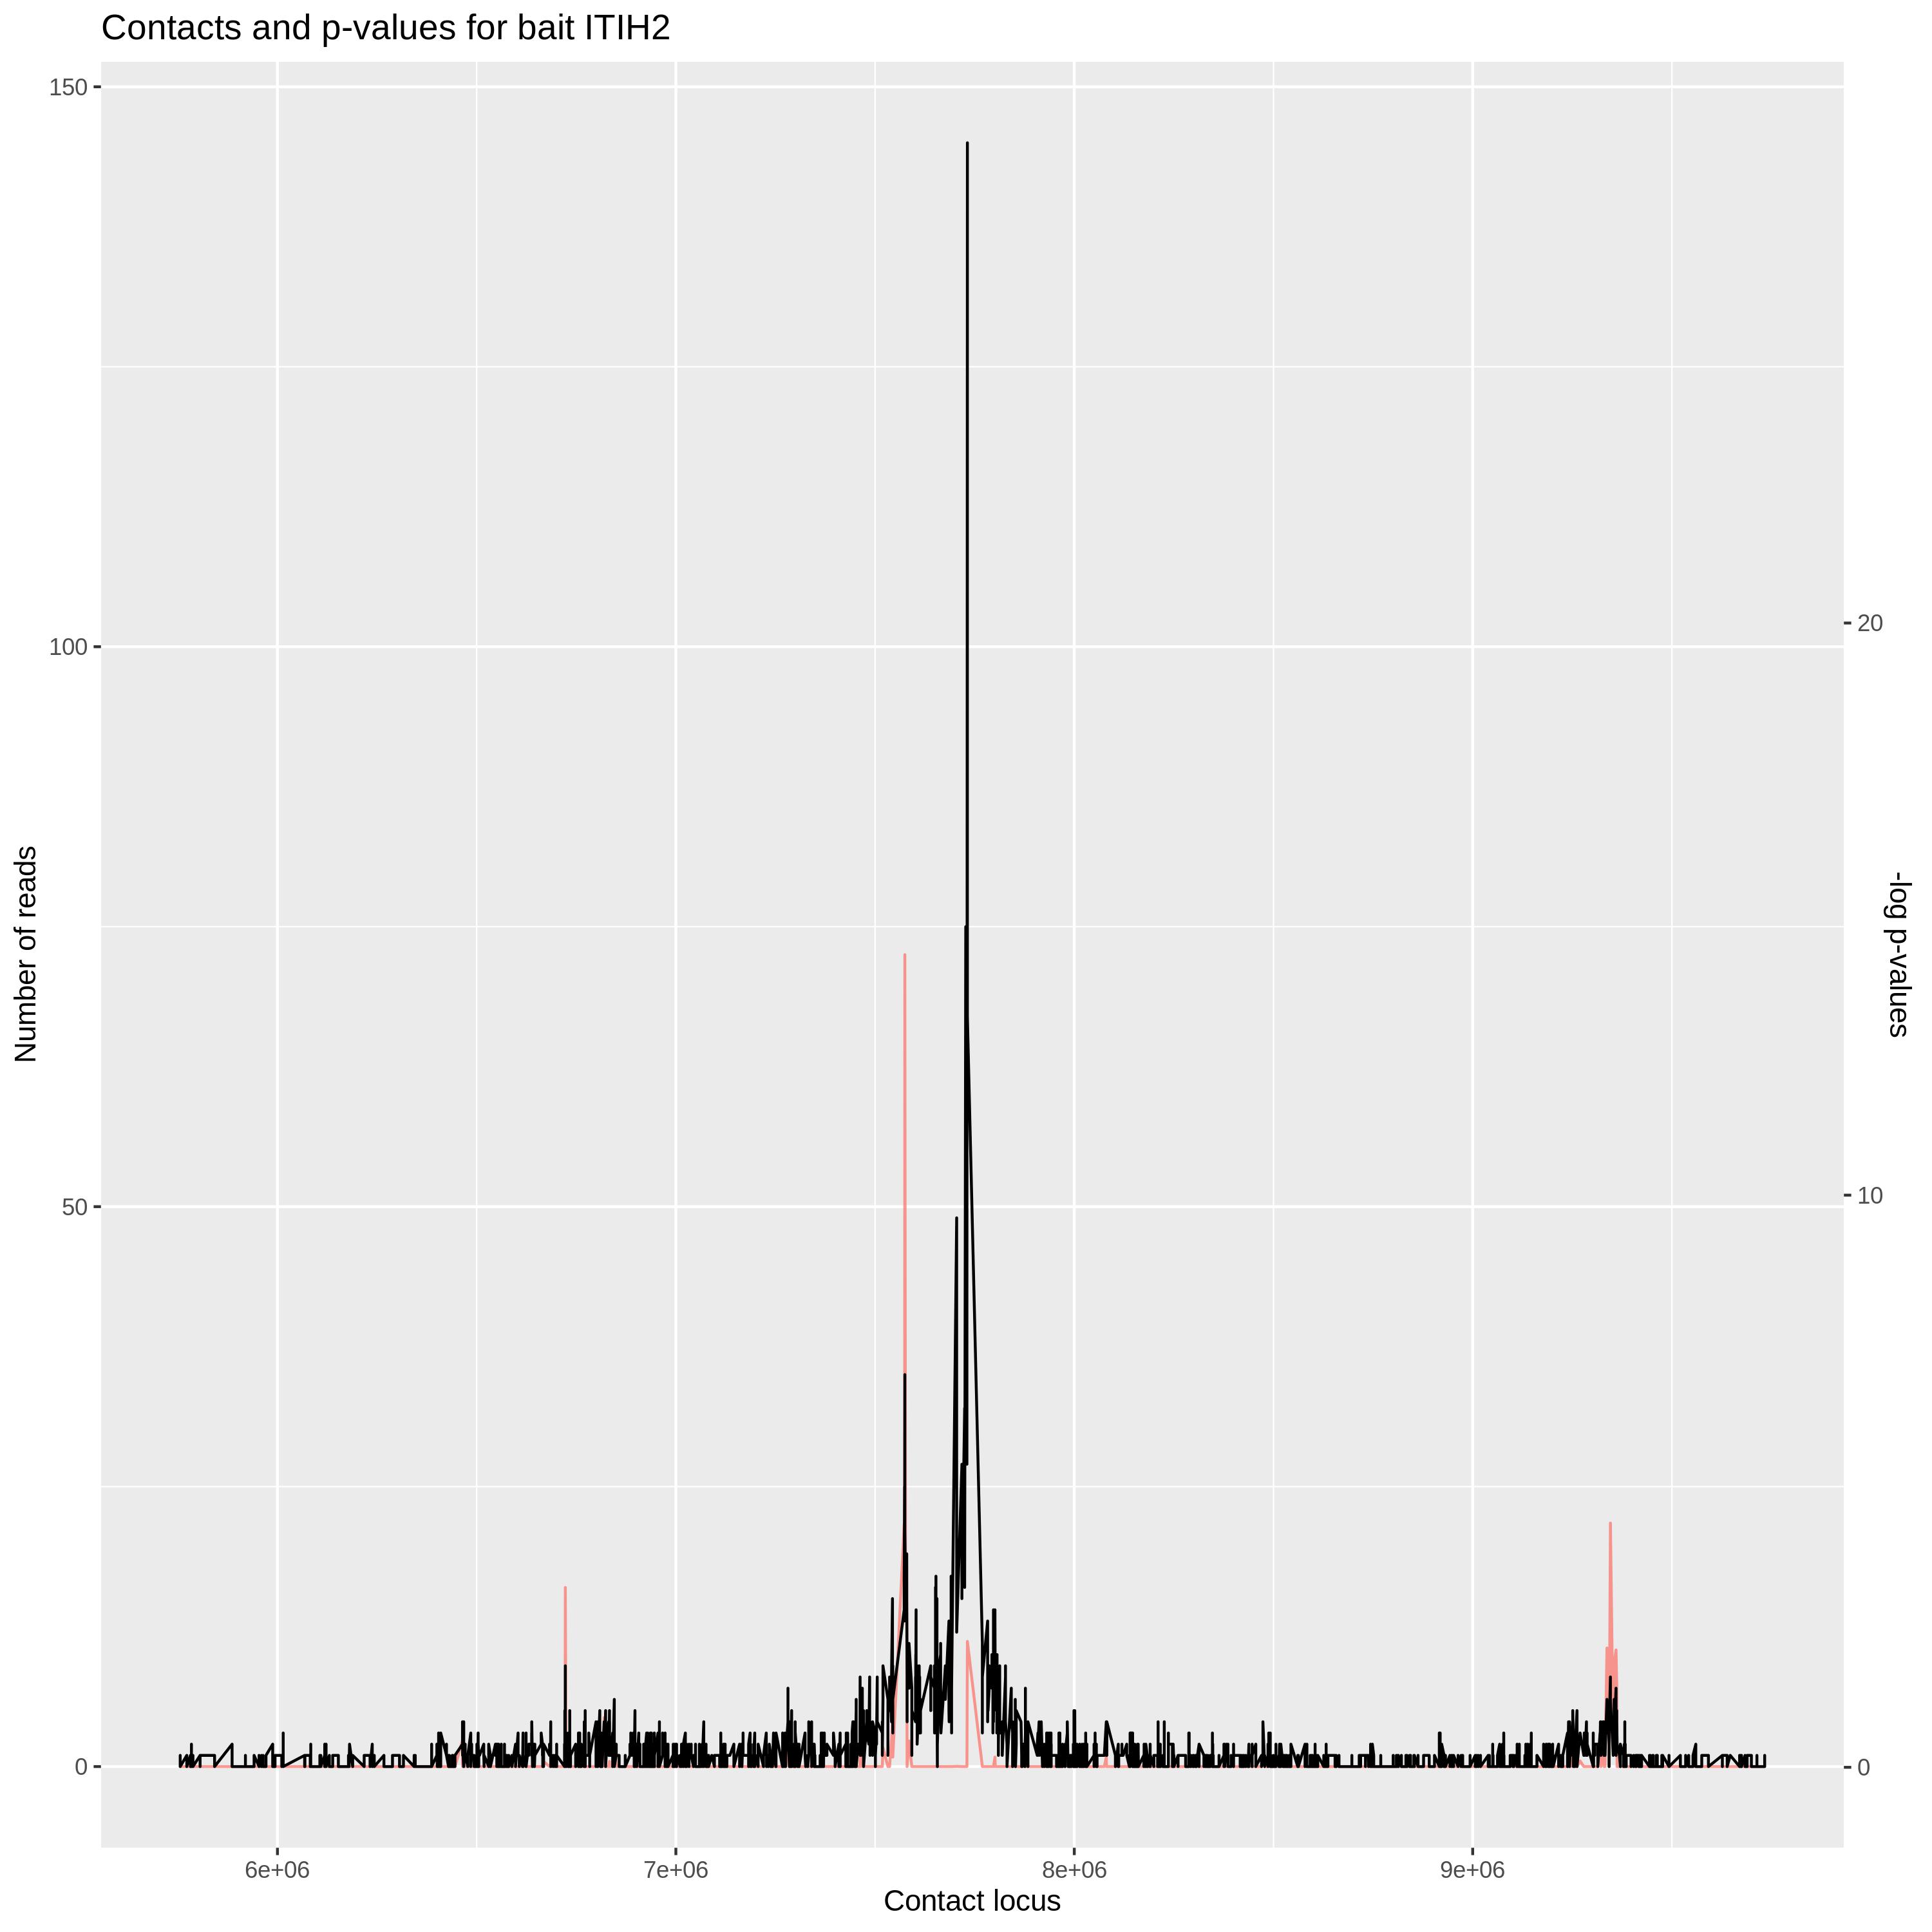 Contacts and p-values for bait ITIH2
150
100
50
0
Number of reads
20
10
0
-log p-values
6e+06 7e+06 8e+06 9e+06
Contact locus